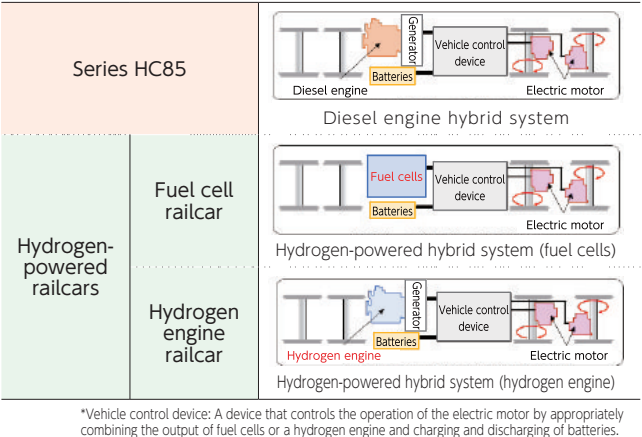 Series HC85
Generator
Vehicle control
device
Batteries
Diesel engine
Electric motor
Diesel engine hybrid system
Hydrogen-
powered
railcars
Fuel cell
railcar
Fuel cells
Vehicle control
device
Batteries
Electric motor
Hydrogen-powered hybrid system (fuel cells)
Hydrogen
engine
railcar
Generator
Vehicle control
device
Batteries
Hydrogen engine
Electric motor
Hydrogen-powered hybrid system (hydrogen engine)
*Vehicle control device: A device that controls the operation of the electric motor by appropriately
combining the output of fuel cells or a hydrogen engine and charging and discharging of batteries.